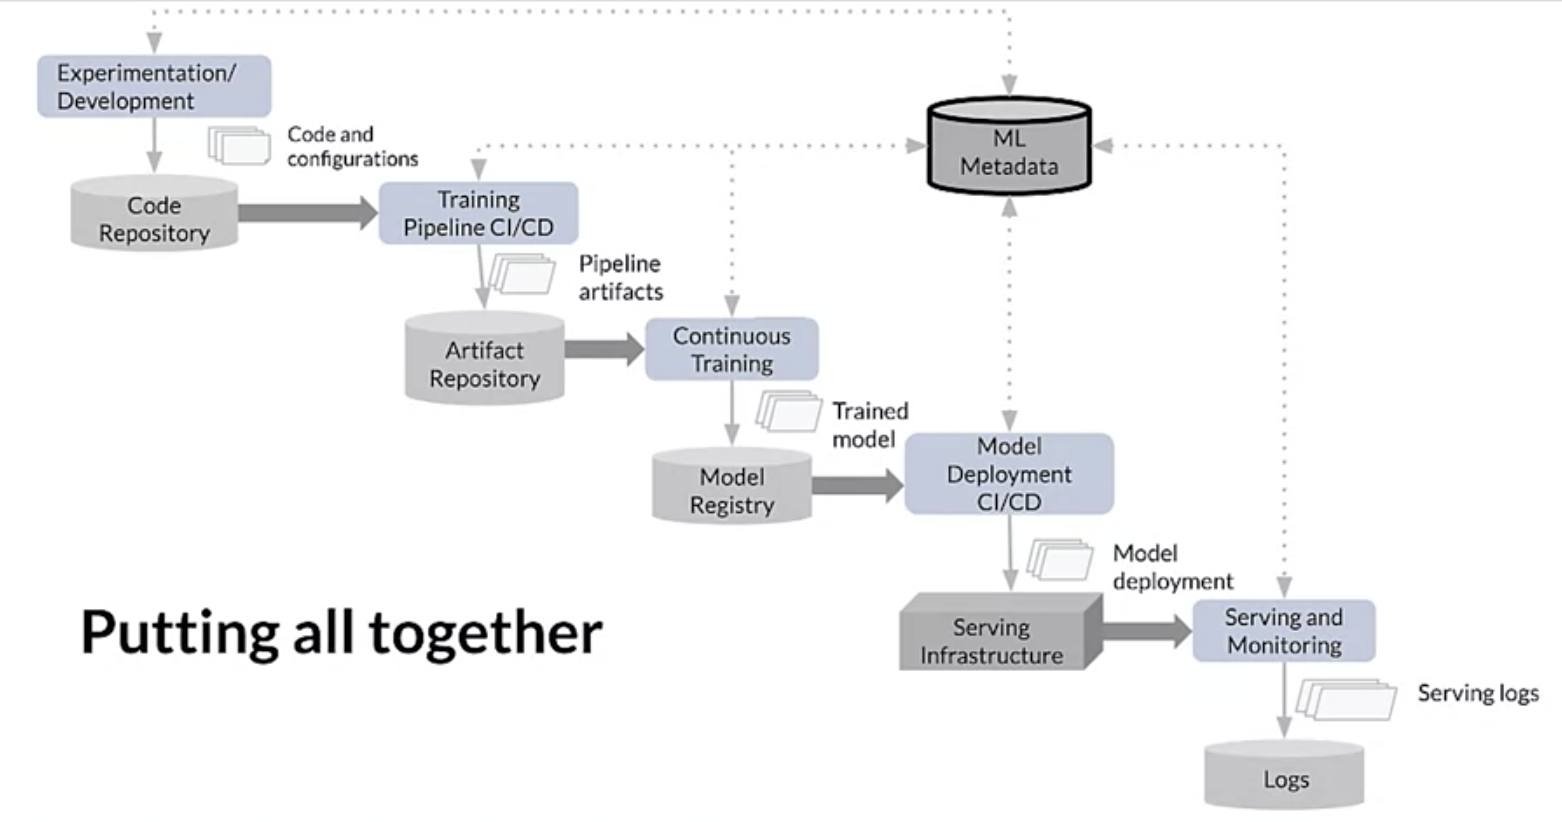 Experimentation/
Development
Code and
configurations
Code
Repository
Training
Pipeline CI/CD
ML
Metadata
Pipeline
artifacts
Artifact
Repository
Continuous
Training
Trained
model
Model
Registry
Model
Deployment
CI/CD
Model
deployment
Putting all together
Serving
Infrastructure
Serving and
Monitoring
Serving logs
Logs